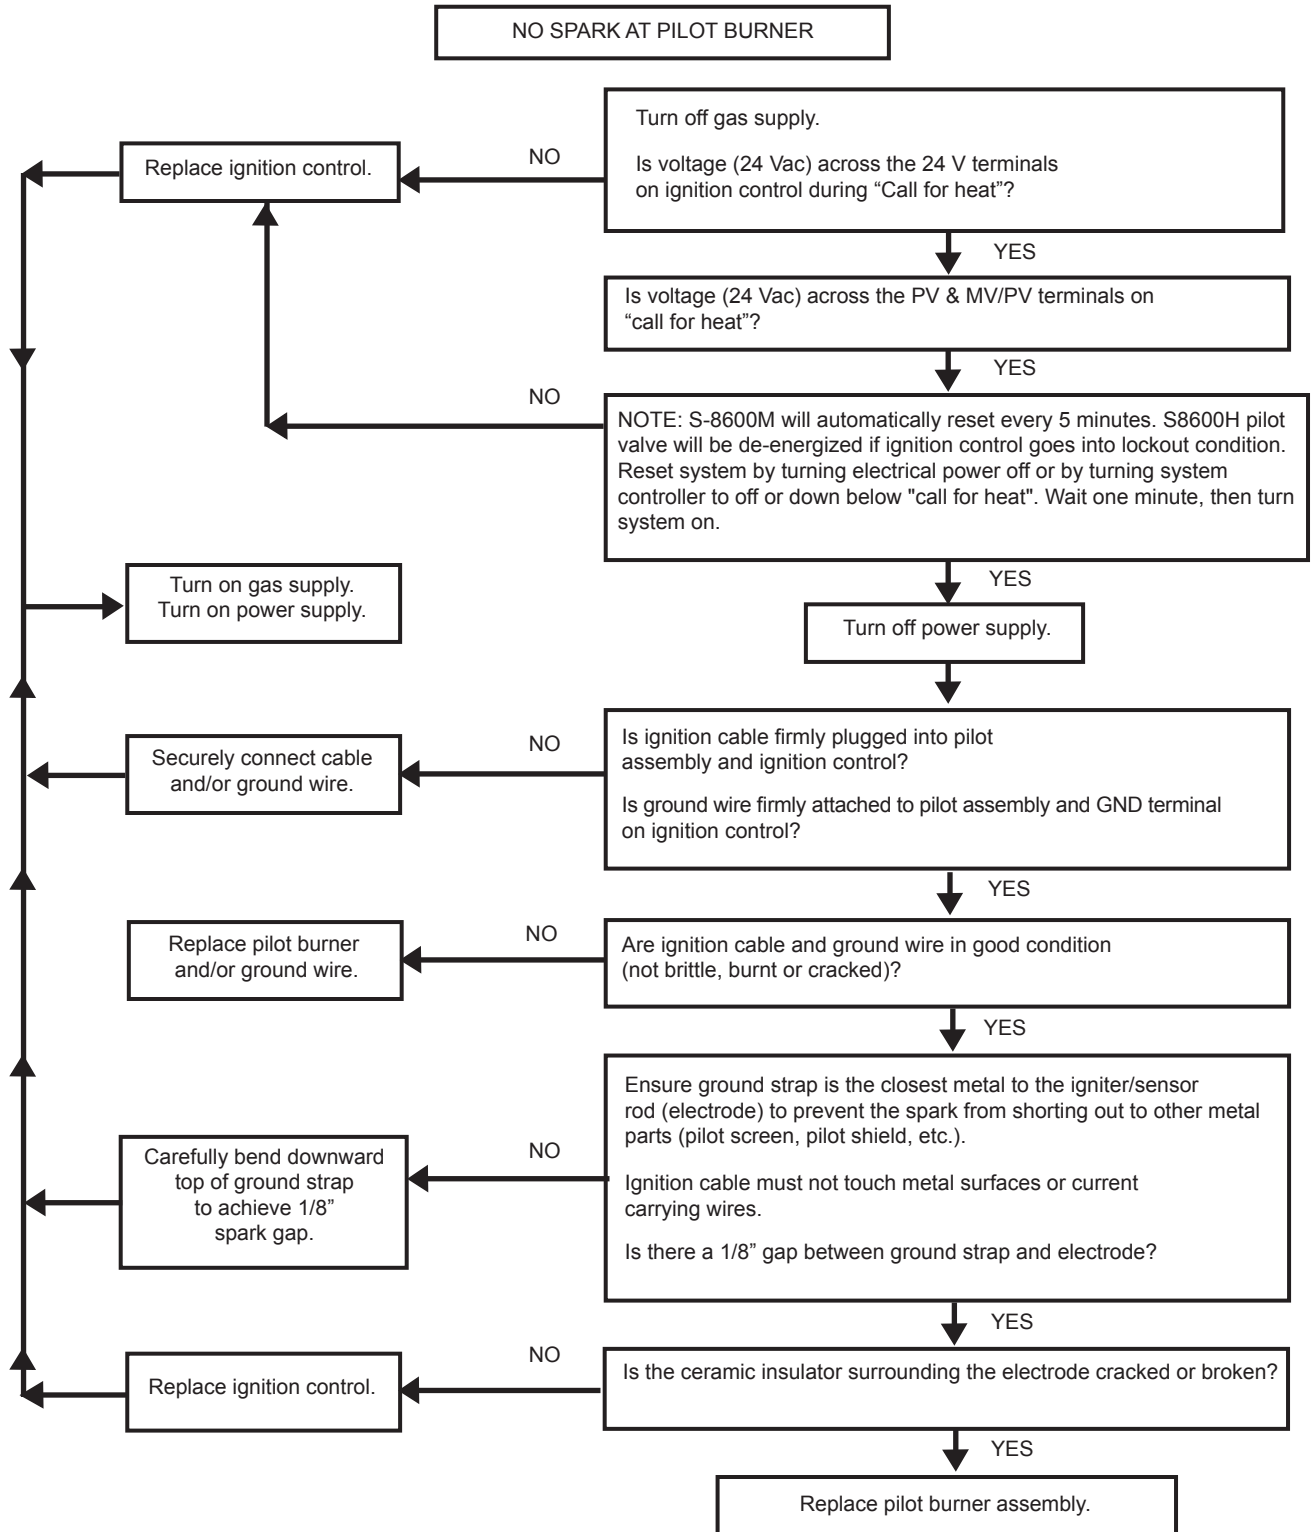 NO SPARK AT PILOT BURNER
Turn off gas supply.
Is voltage (24 Vac) across the 24 V terminals
on ignition control during “Call for heat”?
NO
Replace ignition control.
YES
Is voltage (24 Vac) across the PV & MV/PV terminals on
“call for heat”?
YES
NO
NOTE: S-8600M will automatically reset every 5 minutes. S8600H pilot
valve will be de-energized if ignition control goes into lockout condition.
Reset system by turning electrical power off or by turning system
controller to off or down below "call for heat". Wait one minute, then turn
system on.
Turn on gas supply.
Turn on power supply.
YES
Turn off power supply.
Is ignition cable firmly plugged into pilot
assembly and ignition control?
Is ground wire firmly attached to pilot assembly and GND terminal
on ignition control?
NO
Securely connect cable
and/or ground wire.
YES
Are ignition cable and ground wire in good condition
(not brittle, burnt or cracked)?
NO
Replace pilot burner
and/or ground wire.
YES
Ensure ground strap is the closest metal to the igniter/sensor
rod (electrode) to prevent the spark from shorting out to other metal
parts (pilot screen, pilot shield, etc.).
Ignition cable must not touch metal surfaces or current
carrying wires.
Is there a 1/8” gap between ground strap and electrode?
NO
Carefully bend downward
top of ground strap
to achieve 1/8”
spark gap.
YES
Is the ceramic insulator surrounding the electrode cracked or broken?
NO
Replace ignition control.
YES
Replace pilot burner assembly.